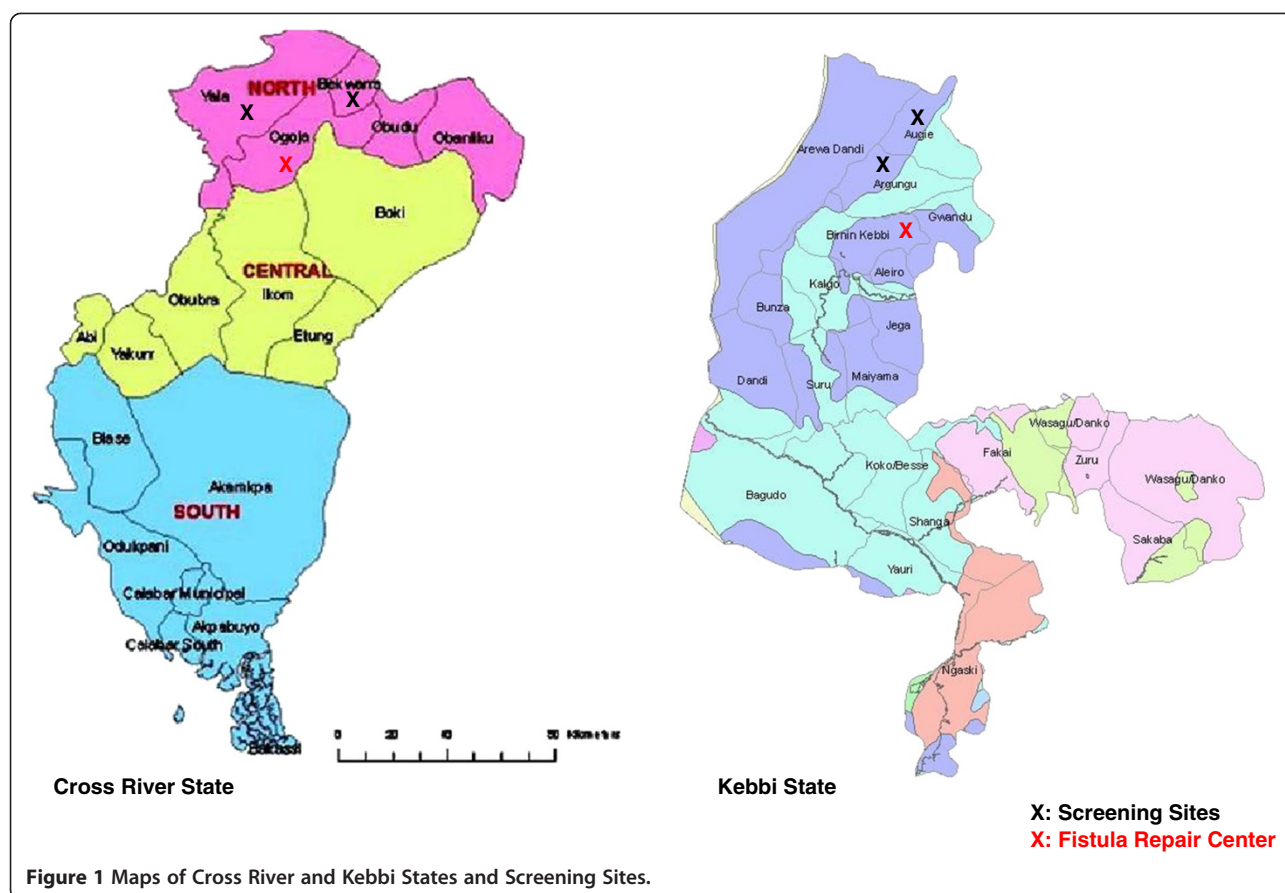 NORTH
Bekwarra
Yala
X
X
Ogoja
Obudu
Obanliku
X
Boki
CENTRAL
Ikom
Obubra
Etung
Abi
Yakurr
Biase
Akamkpa
SOUTH
Odukpani
Calabar Municipal
Akpabuyo
Calabar South
Bakassi
0 20 40 80 Kilometers
Cross River State
X
Augie
Arewa Dandi
X
Argungu
Gwandu
Birnin Kebbi
X
Aleiro
Kalgo
Bunza
Jega
Dandi
Suru
Maiyama
Wasagu/Danko
Fakai
Zuru
Koko/Besse
Wasagu/Danko
Bagudo
Shanga
Sakaba
Yauri
Ngaski
Kebbi State
X: Screening Sites
X: Fistula Repair Center
Figure 1 Maps of Cross River and Kebbi States and Screening Sites.